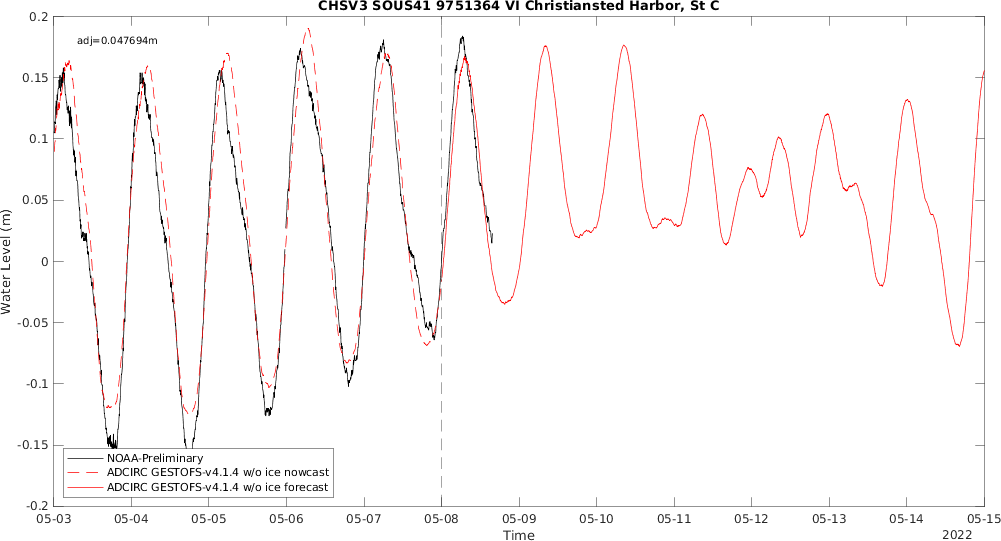 CHSV3 SOUS41 9751364 VI Christiansted Harbor, St C
adj=0.047694m
0.2
0.15
0.1
0.05
0
-0.05
-0.1
-0.15
-0.2
Water Level (m)
NOAA-Preliminary
ADCIRC GESTOFS-v4.1.4 w/o ice nowcast
ADCIRC GESTOFS-v4.1.4 w/o ice forecast
05-03 05-04 05-05 05-06 05-07 05-08 05-09 05-10 05-11 05-12 05-13 05-14 05-15
Time
2022